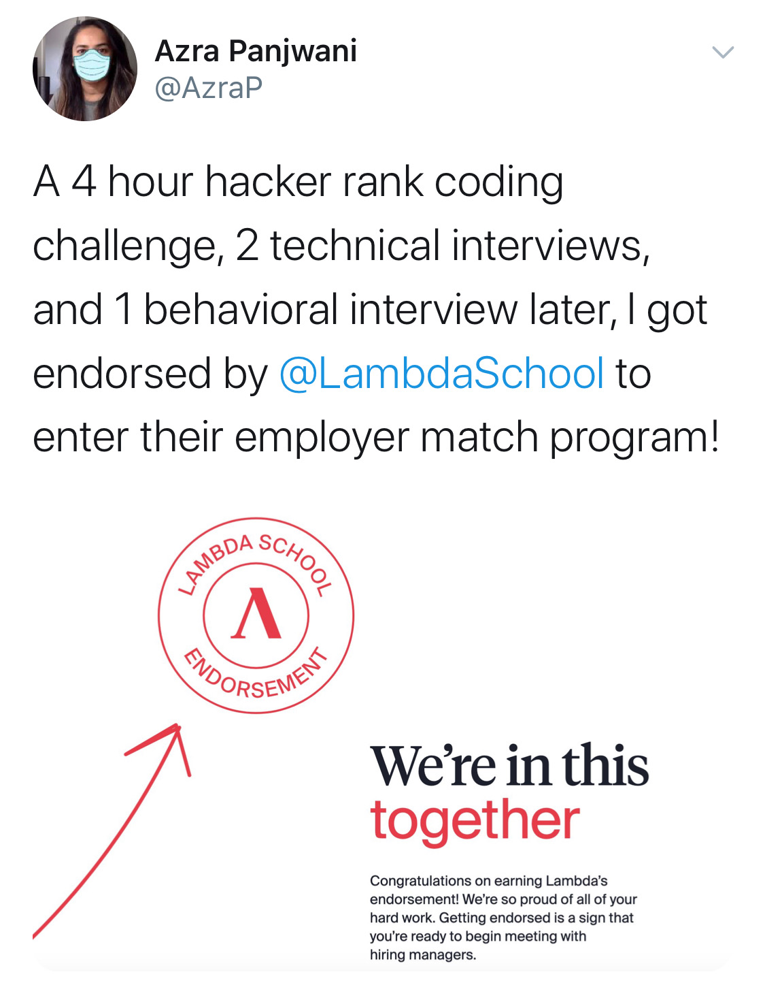 Azra Panjwani
@AzraP
A 4 hour hacker rank coding
challenge, 2 technical interviews,
and 1 behavioral interview later, I got
endorsed by @LambdaSchool to
enter their employer match program!
LAMBDA SCHOOL
ENDORSEMENT
We're in this
together
Congratulations on earning Lambda's
endorsement! We're so proud of all of your
hard work. Getting endorsed is a sign that
you're ready to begin meeting with
hiring managers.